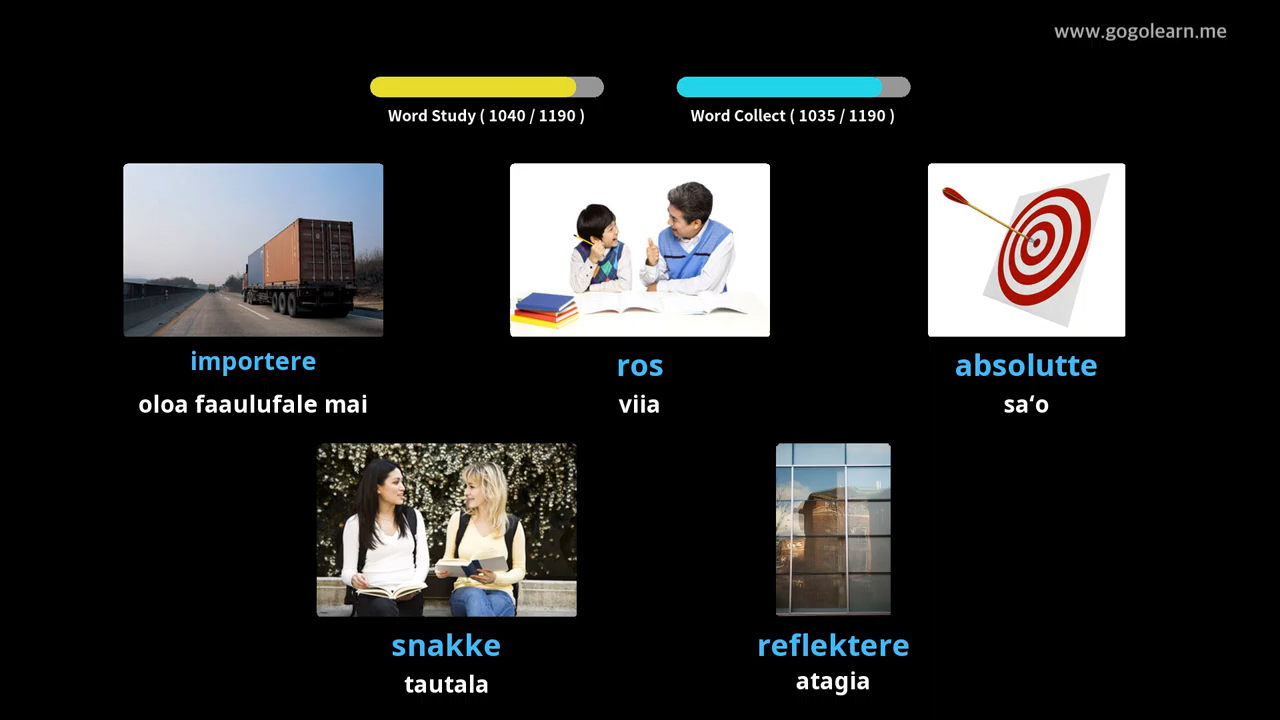 www.gogolearn.me
Word Study ( 1040 / 1190 )
Word Collect ( 1035 / 1190 )
importere
oloa faaulufale mai
ros
viia
absolutte
saʻo
snakke
tautala
reflektere
atagia